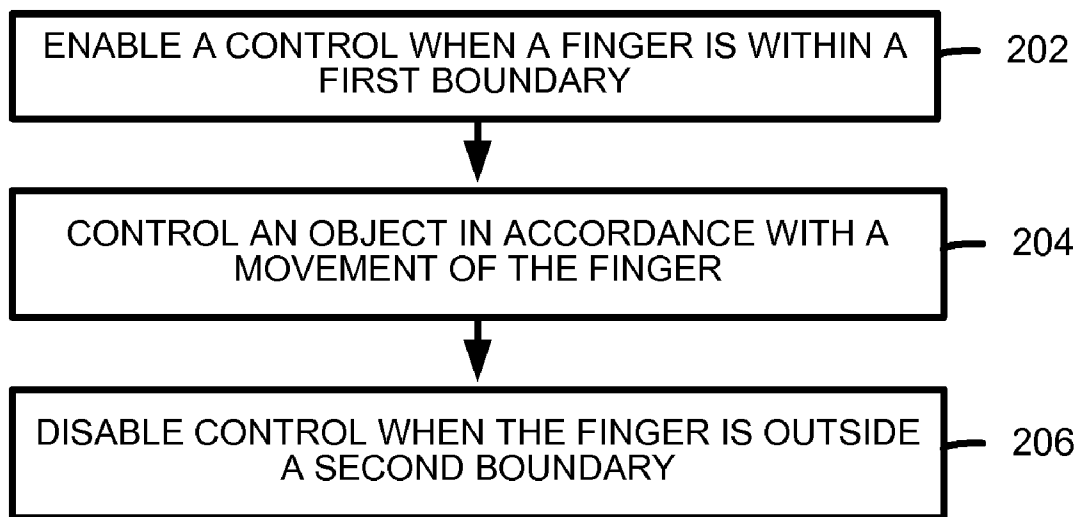 ENABLE A CONTROL WHEN A FINGER IS WITHIN A
FIRST BOUNDARY
202
CONTROL AN OBJECT IN ACCORDANCE WITH A
MOVEMENT OF THE FINGER
204
DISABLE CONTROL WHEN THE FINGER IS OUTSIDE
A SECOND BOUNDARY
206